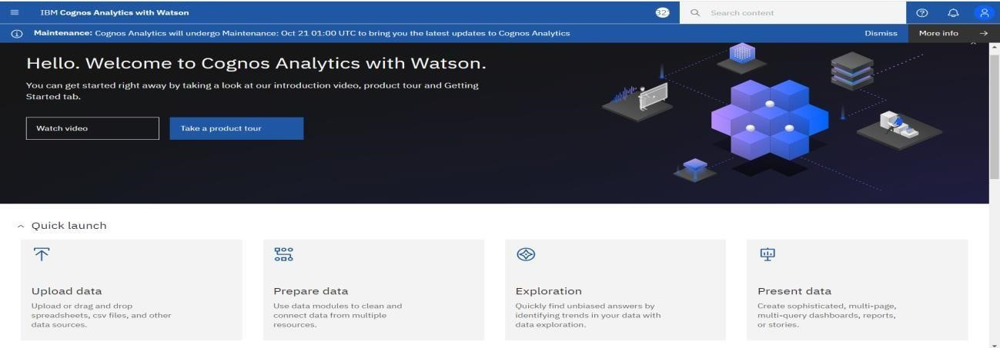 IBM Cognos Analytics with Watson
Search content
Maintenance: Cognos Analytics will undergo Maintenance: Oct 21 01:00 UTC to bring you the latest updates to Cognos Analytics
Dismiss
More info
Hello. Welcome to Cognos Analytics with Watson.
You can get started right away by taking a look at our introduction video, product tour and Getting
Started tab.
Watch video
Take a product tour
Quick launch
Upload data
Upload or drag and drop
spreadsheets, csv files, and other
data sources.
Prepare data
Use data modules to clean and
connect data from multiple
resources.
Exploration
Quickly find unbiased answers by
identifying trends in your data with
data exploration.
Present data
Create sophisticated, multi-page,
multi-query dashboards, reports,
or stories.